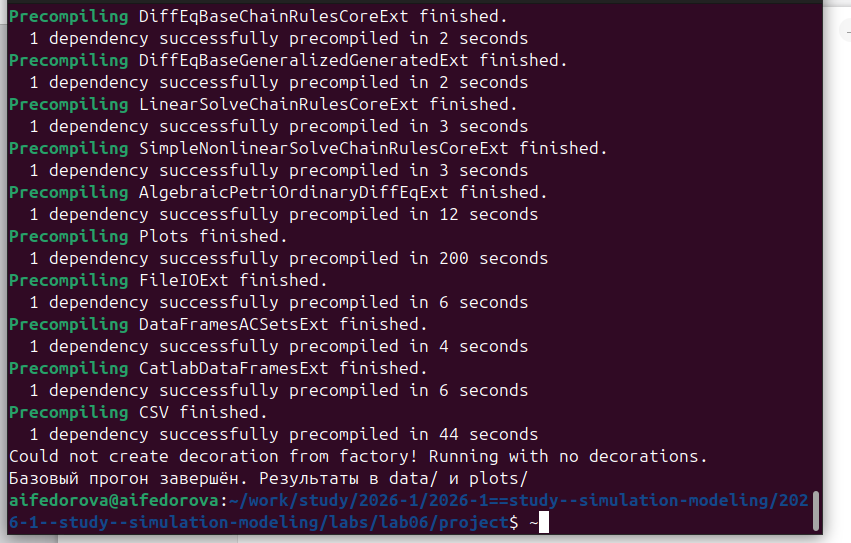 Precompiling DiffEqBaseChainRulesCoreExt finished.
  1 dependency successfully precompiled in 2 seconds
Precompiling DiffEqBaseGeneralizedGeneratedExt finished.
  1 dependency successfully precompiled in 2 seconds
Precompiling LinearSolveChainRulesCoreExt finished.
  1 dependency successfully precompiled in 3 seconds
Precompiling SimpleNonlinearSolveChainRulesCoreExt finished.
  1 dependency successfully precompiled in 3 seconds
Precompiling AlgebraicPetriOrdinaryDiffEqExt finished.
  1 dependency successfully precompiled in 12 seconds
Precompiling Plots finished.
  1 dependency successfully precompiled in 200 seconds
Precompiling FileIOExt finished.
  1 dependency successfully precompiled in 6 seconds
Precompiling DataFramesACSetsExt finished.
  1 dependency successfully precompiled in 4 seconds
Precompiling CatlabDataFramesExt finished.
  1 dependency successfully precompiled in 6 seconds
Precompiling CSV finished.
  1 dependency successfully precompiled in 44 seconds
Could not create decoration from factory! Running with no decorations.
Базовый прогон завершён. Результаты в data/ и plots/
aifedorova@aifedorova:~/work/study/2026-1/2026-1==study--simulation-modeling/202
6-1--study--simulation-modeling/labs/lab06/project$ ~